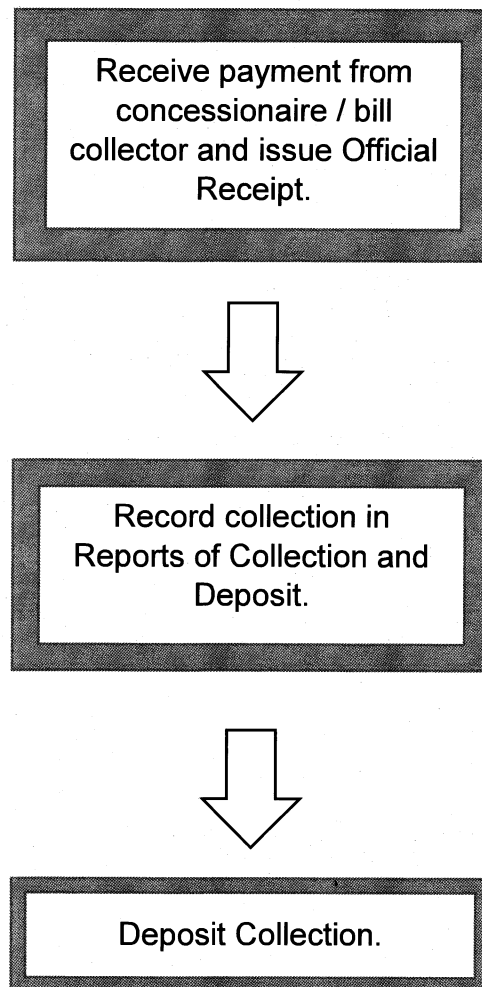 Receive payment from
concessionaire / bill
collector and issue Official
Receipt.
Record collection in
Reports of Collection and
Deposit.
Deposit Collection.